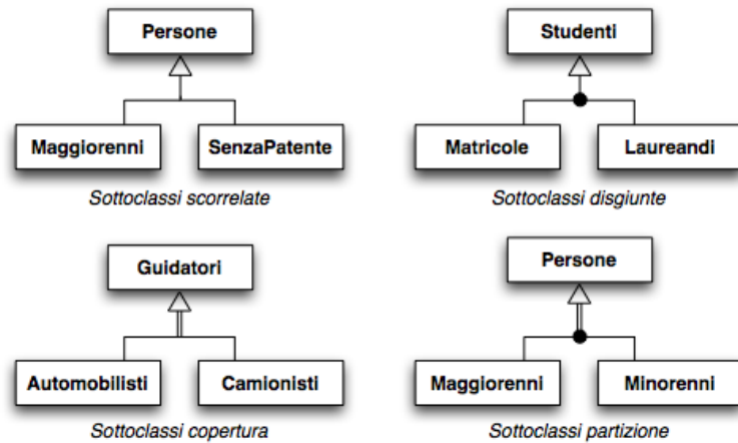 Persone
Maggiorenni
SenzaPatente
Sottoclassi scorrelate
Studenti
Matricole
Laureandi
Sottoclassi disgiunte
Guidatori
Automobilisti
Camionisti
Sottoclassi copertura
Persone
Maggiorenni
Minorenni
Sottoclassi partizione